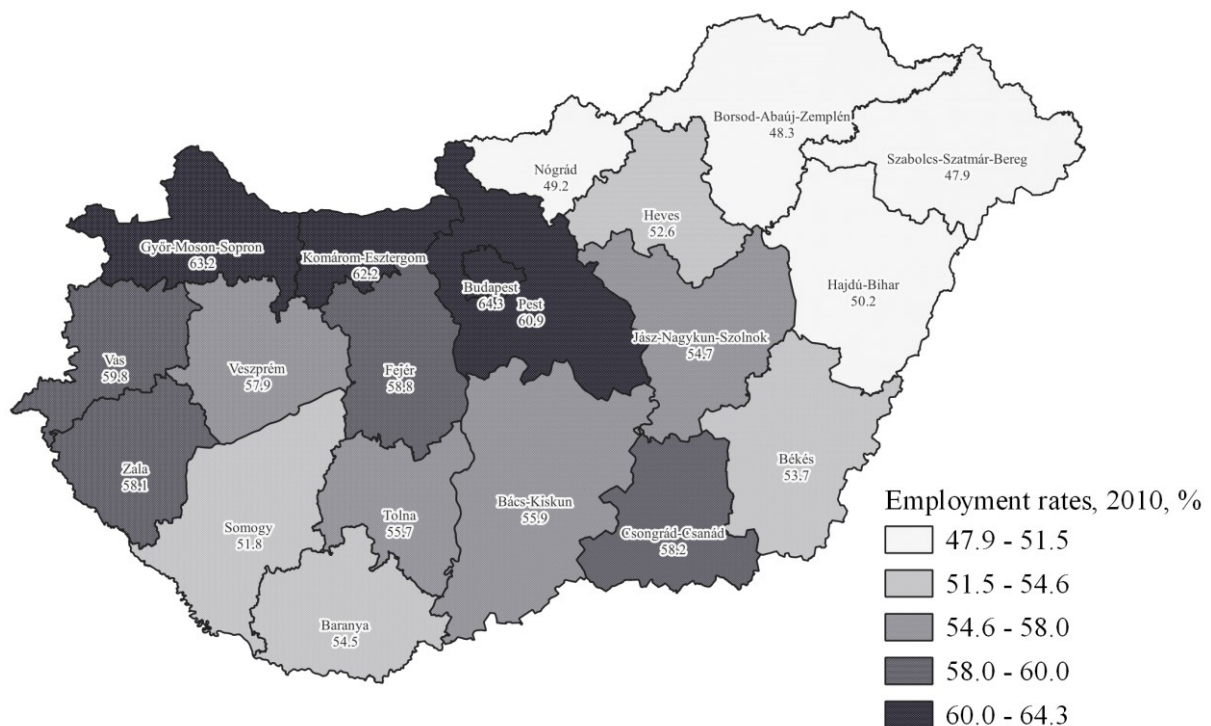 Borsod-Abaúj-Zemplén
48.3
Szabolcs-Szatmár-Bereg
47.9
Nógrád
49.2
Heves
52.6
Győr-Moson-Sopron
63.2
Komárom-Esztergom
62.2
Budapest
64.3
Pest
60.9
Hajdú-Bihar
50.2
Jász-Nagykun-Szolnok
54.7
Vas
59.8
Veszprém
57.9
Fejér
58.8
Zala
58.1
Somogy
51.8
Tolna
55.7
Bács-Kiskun
55.9
Csongrád-Csanád
58.2
Békés
53.7
Baranya
54.5
Employment rates, 2010, %
47.9 - 51.5
51.5 - 54.6
54.6 - 58.0
58.0 - 60.0
60.0 - 64.3